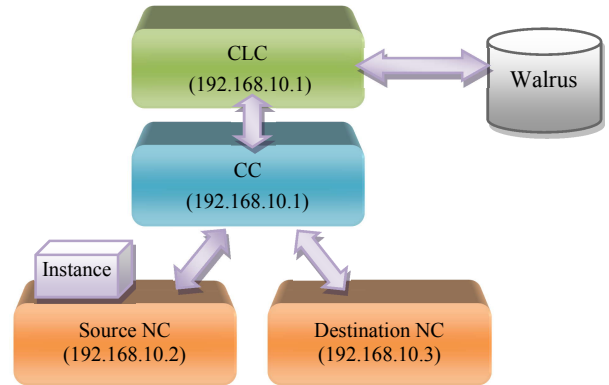 CLC
(192.168.10.1)
Walrus
CC
(192.168.10.1)
Instance
Source NC
(192.168.10.2)
Destination NC
(192.168.10.3)